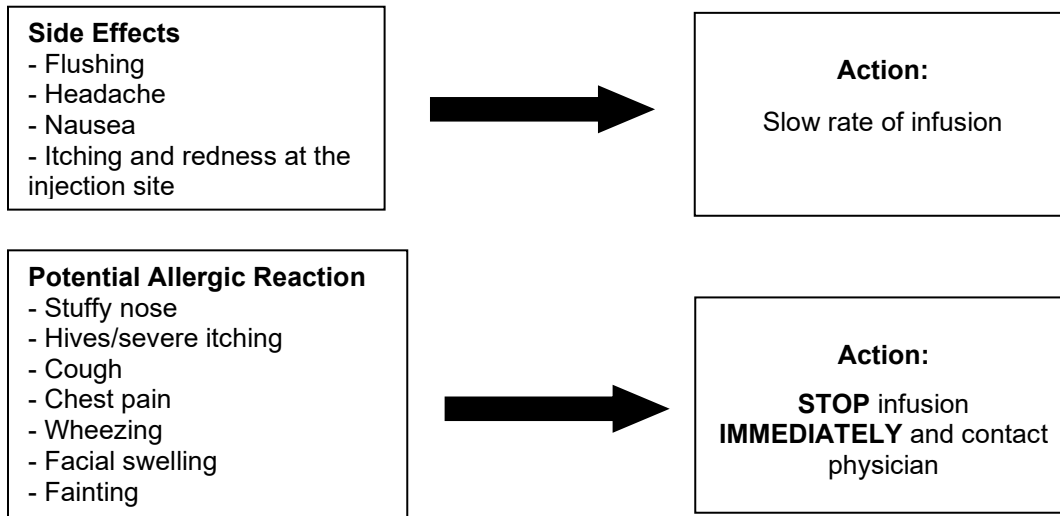 Side Effects
- Flushing
- Headache
- Nausea
- Itching and redness at the
injection site
Action:
Slow rate of infusion
Potential Allergic Reaction
- Stuffy nose
- Hives/severe itching
- Cough
- Chest pain
- Wheezing
- Facial swelling
- Fainting
Action:
STOP infusion
IMMEDIATELY and contact
physician